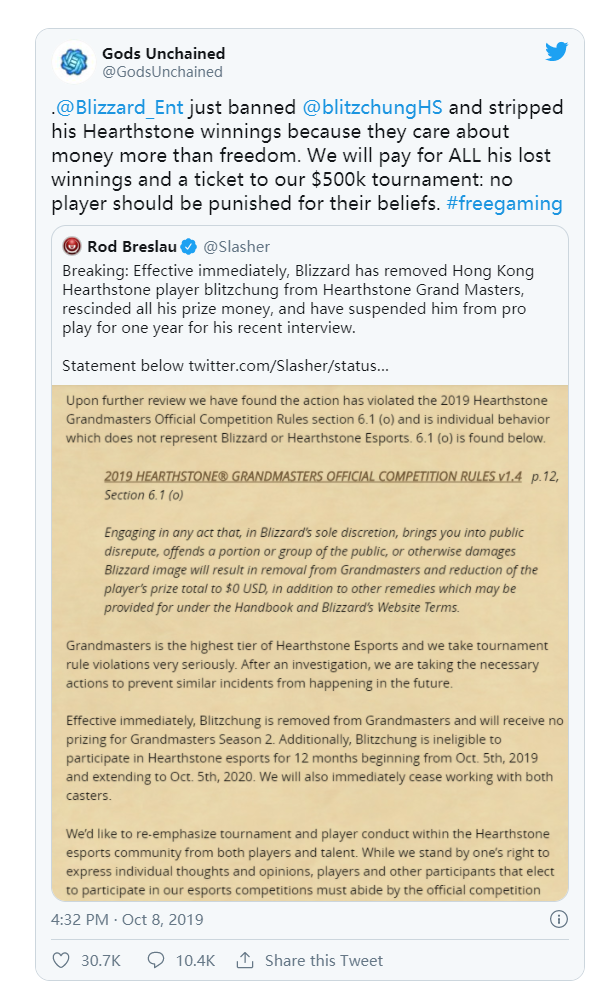 Gods Unchained
@GodsUnchained
.@Blizzard_Ent just banned @blitzchungHS and stripped
his Hearthstone winnings because they care about
money more than freedom. We will pay for ALL his lost
winnings and a ticket to our $500k tournament: no
player should be punished for their beliefs. #freegaming
Rod Breslau @Slasher
Breaking: Effective immediately, Blizzard has removed Hong Kong
Hearthstone player blitzchung from Hearthstone Grand Masters,
rescinded all his prize money, and have suspended him from pro
play for one year for his recent interview.
Statement below twitter.com/Slasher/status...
Upon further review we have found the action has violated the 2019 Hearthstone
Grandmasters Official Competition Rules section 6.1 (o) and is individual behavior
which does not represent Blizzard or Hearthstone Esports. 6.1 (o) is found below.
2019 HEARTHSTONE® GRANDMASTERS OFFICIAL COMPETITION RULES v1.4 p.12,
Section 6.1 (o)
Engaging in any act that, in Blizzard's sole discretion, brings you into public
disrepute, offends a portion or group of the public, or otherwise damages
Blizzard image will result in removal from Grandmasters and reduction of the
player's prize total to $0 USD, in addition to other remedies which may be
provided for under the Handbook and Blizzard's Website Terms.
Grandmasters is the highest tier of Hearthstone Esports and we take tournament
rule violations very seriously. After an investigation, we are taking the necessary
actions to prevent similar incidents from happening in the future.
Effective immediately, Blitzchung is removed from Grandmasters and will receive no
prizing for Grandmasters Season 2. Additionally, Blitzchung is ineligible to
participate in Hearthstone esports for 12 months beginning from Oct. 5th, 2019
and extending to Oct. 5th, 2020. We will also immediately cease working with both
casters.
We'd like to re-emphasize tournament and player conduct within the Hearthstone
esports community from both players and talent. While we stand by one's right to
express individual thoughts and opinions, players and other participants that elect
to participate in our esports competitions must abide by the official competition
4:32 PM · Oct 8, 2019
30.7K 10.4K Share this Tweet